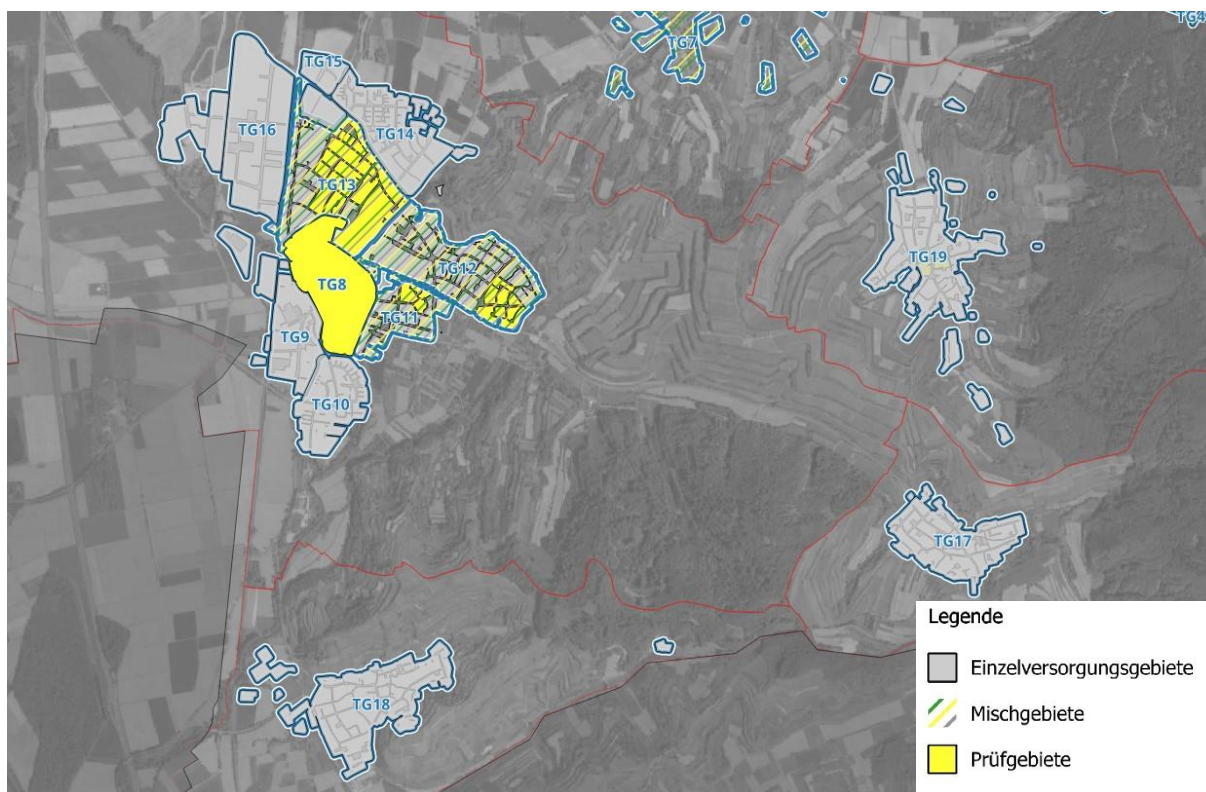 TG4
TG7
TG15
TG16
TG14
TG13
TG12
TG19
TG8
TG11
TG9
TG10
TG17
TG18
Legende
Einzelversorgungsgebiete
Mischgebiete
Prüfgebiete